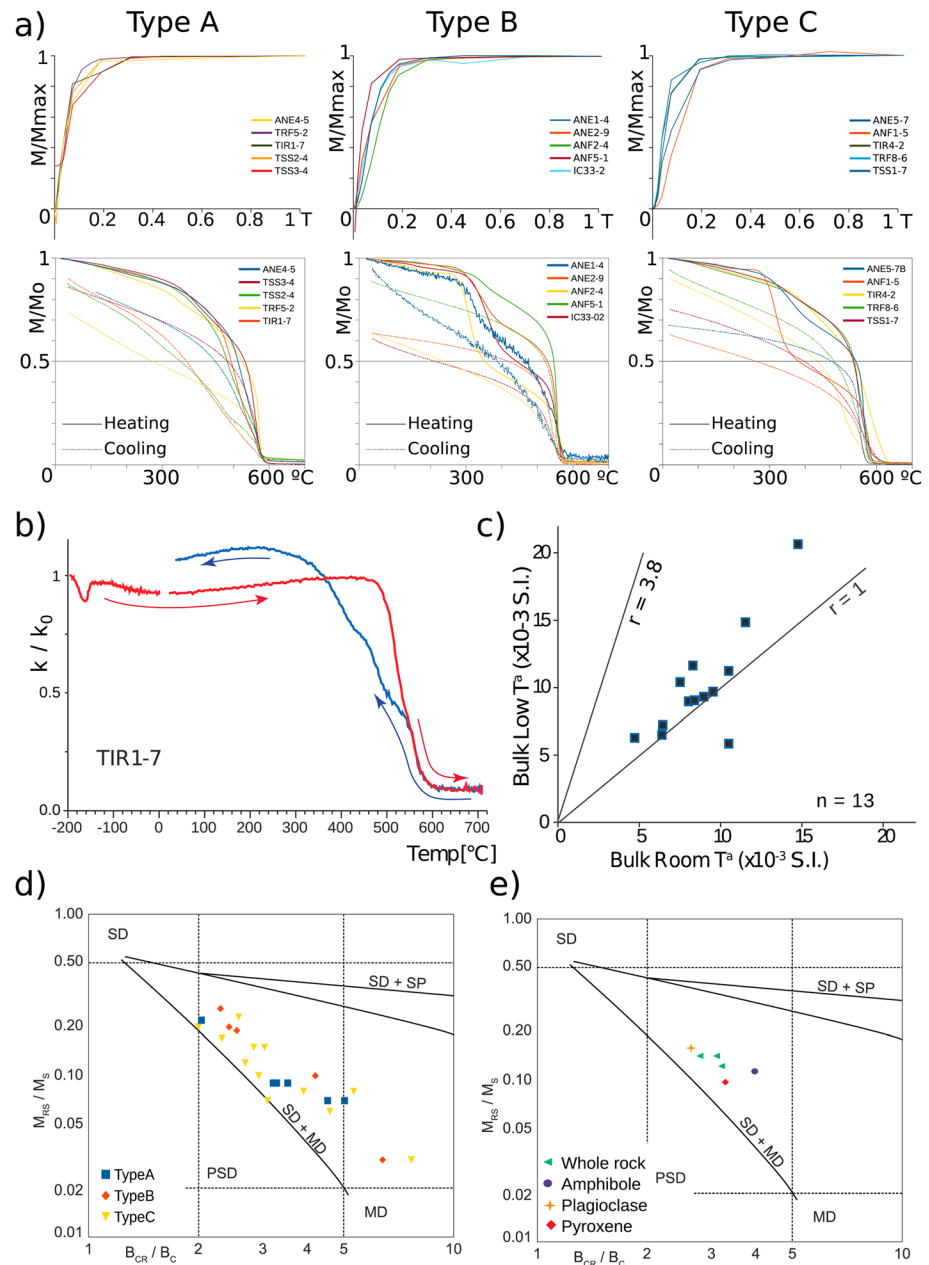 a)
Type A
Type B
Type C
M/Mmax
1
0
0.2
0.4
0.6
0.8
1 T
ANE4-5
TRF5-2
TIR1-7
TSS2-4
TSS3-4
M/Mmax
1
0
0.2
0.4
0.6
0.8
1 T
ANE1-4
ANE2-9
ANF2-4
ANF5-1
IC33-2
M/Mmax
1
0
0.2
0.4
0.6
0.8
1 T
ANE5-7
ANF1-5
TIR4-2
TRF8-6
TSS1-7
M/Mo
1
0.5
0
300
600 ºC
ANE4-5
TSS3-4
TSS2-4
TRF5-2
TIR1-7
Heating
Cooling
M/Mo
1
0.5
0
300
600 ºC
ANE1-4
ANE2-9
ANF2-4
ANF5-1
IC33-02
Heating
Cooling
M/Mo
1
0.5
0
300
600 ºC
ANE5-7B
ANF1-5
TIR4-2
TRF8-6
TSS1-7
Heating
Cooling
b)
k / k0
1
0.5
0.0
-200
-100
0
100
200
300
400
500
600
700
Temp[°C]
TIR1-7
c)
Bulk Low Tª (x10-3 S.I.)
20
15
10
5
0
0
5
10
15
20
Bulk Room Tª (x10-3 S.I.)
r = 3.8
r = 1
n = 13
d)
MRS / MS
1.00
0.50
0.20
0.10
0.05
0.02
0.01
SD
SD + SP
SD + MD
PSD
MD
TypeA
TypeB
TypeC
1
2
3
5
10
BCR / BC
e)
MRS / MS
1.00
0.50
0.20
0.10
0.05
0.02
0.01
SD
SD + SP
SD + MD
PSD
MD
Whole rock
Amphibole
Plagioclase
Pyroxene
1
2
3
5
10
BCR / BC